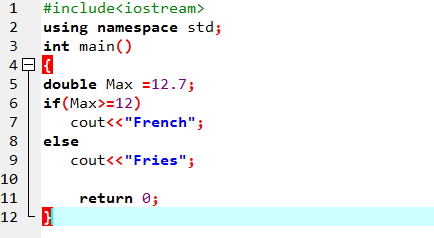 1 #include<iostream>
2 using namespace std;
3 int main()
4 {
5 double Max =12.7;
6 if(Max>=12)
7 cout<<"French";
8 else
9 cout<<"Fries";
10
11 return 0;
12 }